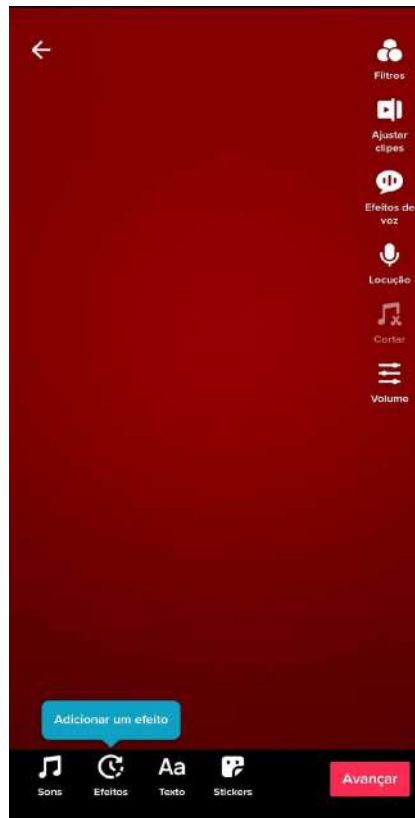 Filtros
Ajustar
clipes
Efeitos de
voz
Locução
Cortar
Volume
Adicionar um efeito
Sons
Efeitos
Aa
Texto
Stickers
Avançar